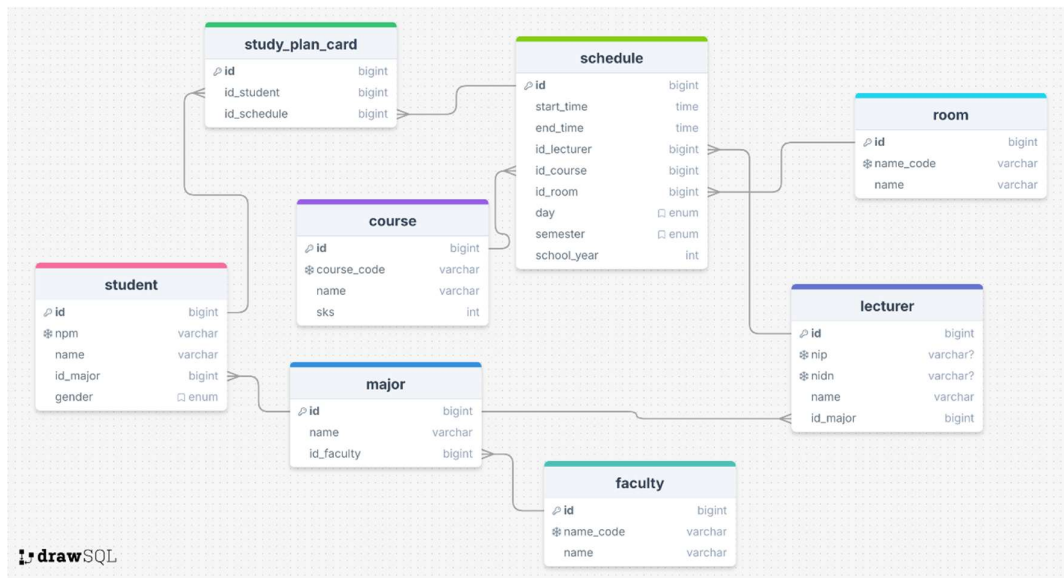 study_plan_card
id bigint
id_student bigint
id_schedule bigint
schedule
id bigint
start_time time
end_time time
id_lecturer bigint
id_course bigint
id_room bigint
day enum
semester enum
school_year int
room
id bigint
name_code varchar
name varchar
course
id bigint
course_code varchar
name varchar
sks int
student
id bigint
npm varchar
name varchar
id_major bigint
gender enum
lecturer
id bigint
nip varchar?
nidn varchar?
name varchar
id_major bigint
major
id bigint
name varchar
id_faculty bigint
faculty
id bigint
name_code varchar
name varchar
drawSQL